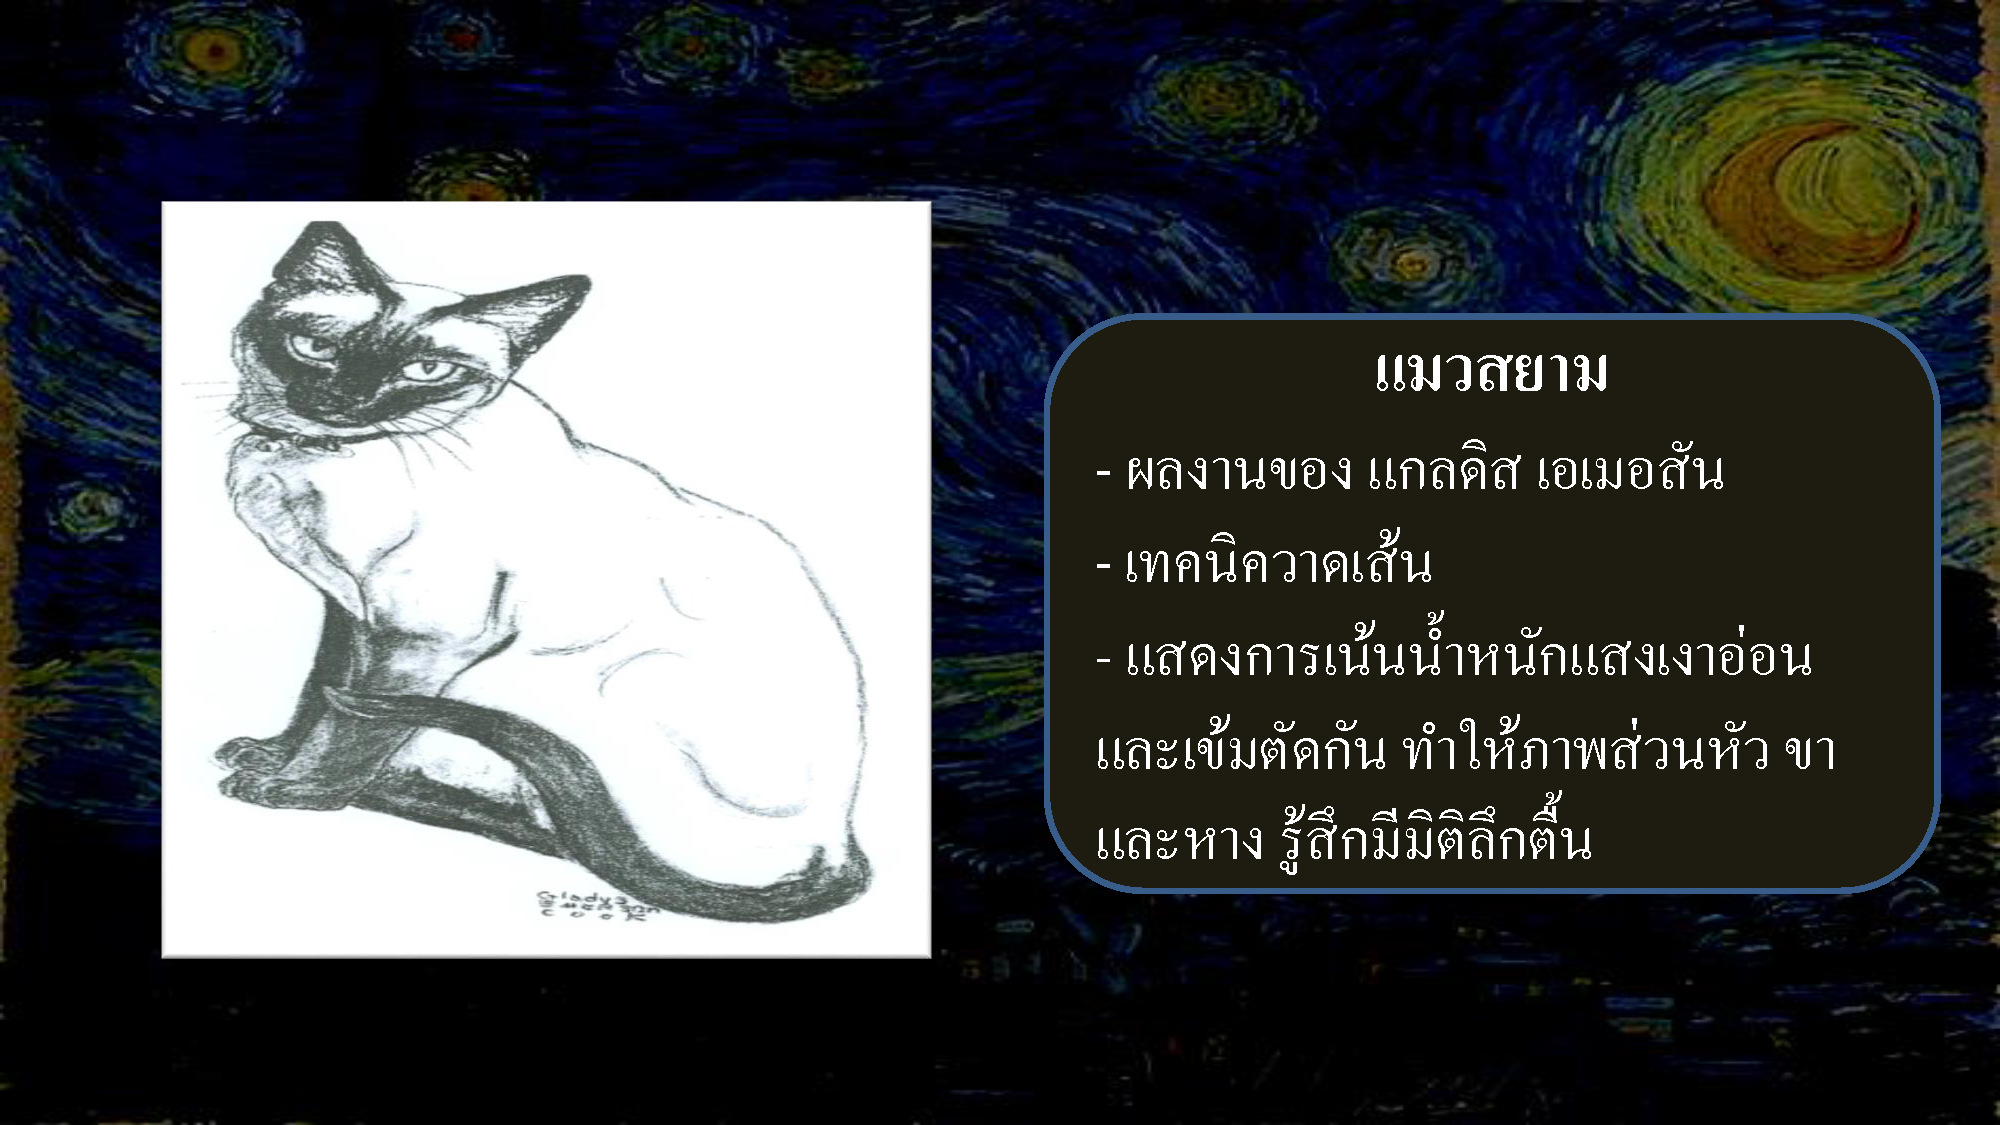 แมวสยาม
- ผลงานของ แกลดิส เอเมอสัน
- เทคนิควาดเส้น
- แสดงการเน้นน้ำหนักแสงเงาอ่อน
และเข้มตัดกัน ทำให้ภาพส่วนหัว ขา
และหาง รู้สึกมีมิติลึกตื้น
Gladys
Emerson
Cook